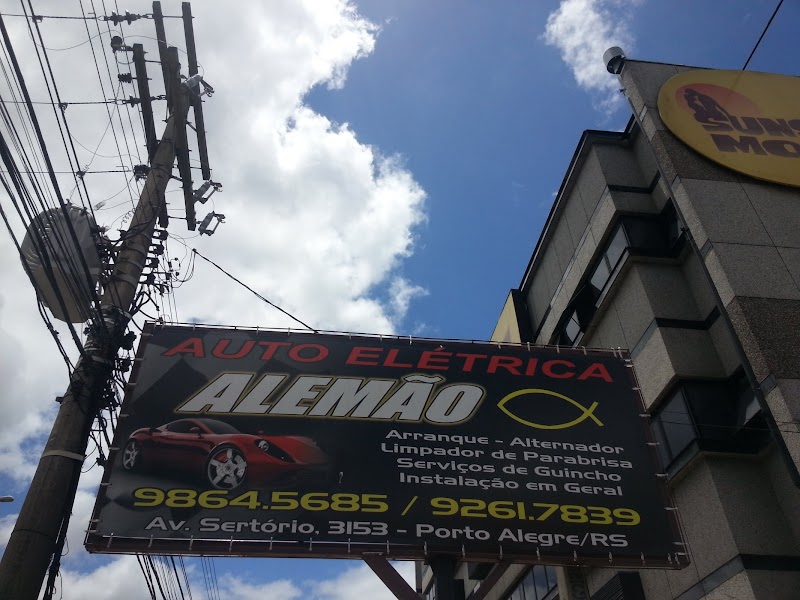 AUTO ELÉTRICA
ALEMÃO
Arranque - Alternador
Limpador de Parabrisa
Serviços de Guincho
Instalação em Geral
9864.5685 / 9261.7839
Av. Sertório, 3153 - Porto Alegre/RS